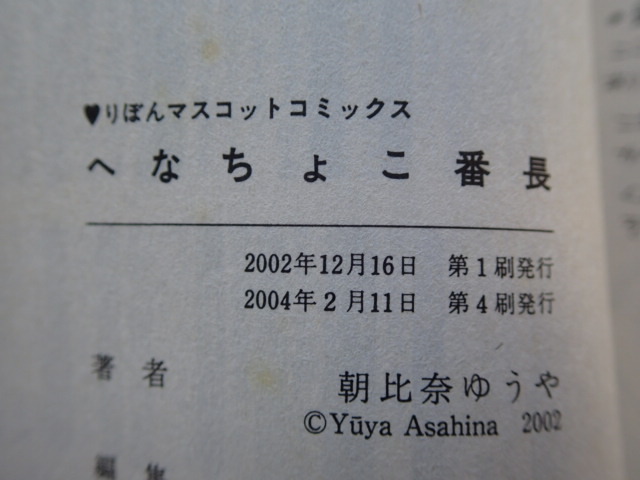 ♥りぼんマスコットコミックス
へなちょこ番長
2002年12月16日 第1刷発行
2004年2月11日 第4刷発行
著者 朝比奈ゆうや
©Yūya Asahina 2002
編集